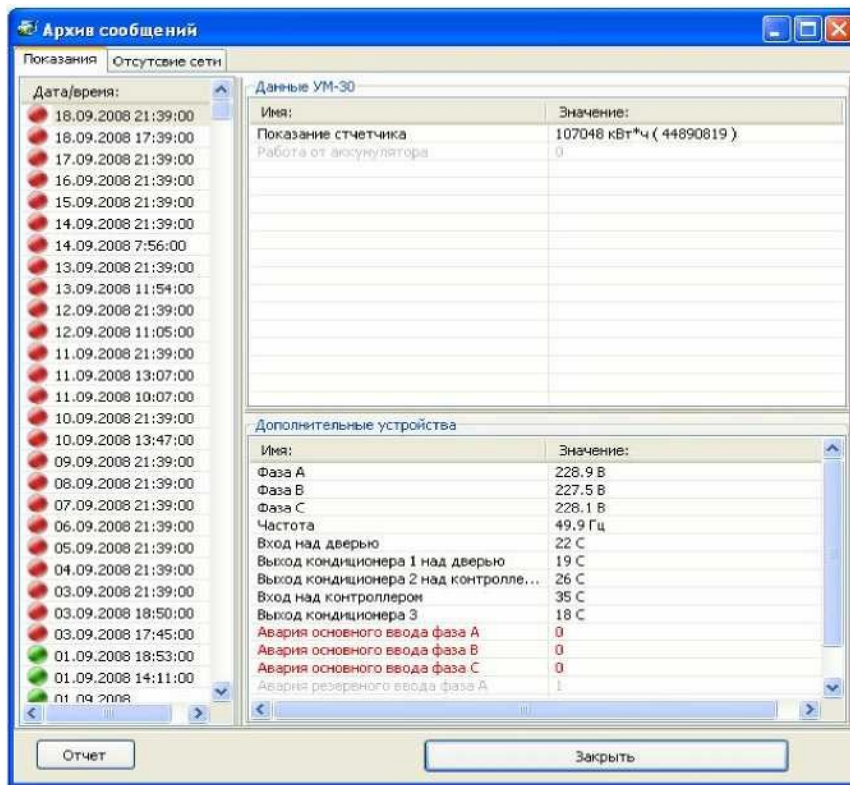 Архив сообщений
Показания Отсутсвие сети
Дата/время:
18.09.2008 21:39:00
18.09.2008 17:39:00
17.09.2008 21:39:00
16.09.2008 21:39:00
15.09.2008 21:39:00
14.09.2008 21:39:00
14.09.2008 7:56:00
13.09.2008 21:39:00
13.09.2008 11:54:00
12.09.2008 21:39:00
12.09.2008 11:05:00
11.09.2008 21:39:00
11.09.2008 13:07:00
11.09.2008 10:07:00
10.09.2008 21:39:00
10.09.2008 13:47:00
09.09.2008 21:39:00
08.09.2008 21:39:00
07.09.2008 21:39:00
06.09.2008 21:39:00
05.09.2008 21:39:00
04.09.2008 21:39:00
03.09.2008 21:39:00
03.09.2008 18:50:00
03.09.2008 17:45:00
01.09.2008 18:53:00
01.09.2008 14:11:00
01.09.2008
Данные УМ-30
Имя: Значение:
Показание стчетчика 107048 кВт*ч ( 44890819 )
Работа от аккумулятора 0
Дополнительные устройства
Имя: Значение:
Фаза А 228.9 В
Фаза В 227.5 В
Фаза С 228.1 В
Частота 49.9 Гц
Вход над дверью 22 С
Выход кондиционера 1 над дверью 19 С
Выход кондиционера 2 над контролле... 26 С
Вход над контроллером 35 С
Выход кондиционера 3 18 С
Авария основного ввода фаза А 0
Авария основного ввода фаза В 0
Авария основного ввода фаза С 0
Авария резервного ввода фаза А 1
Отчет Закрыть